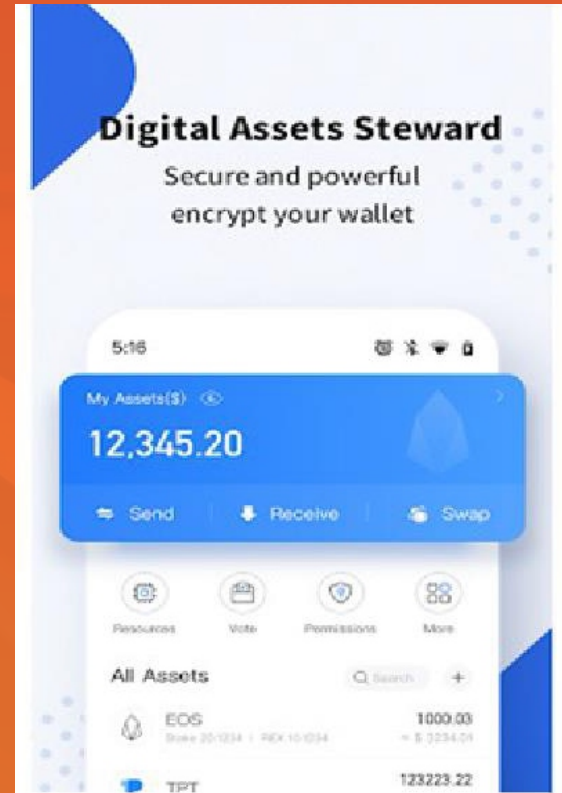 Digital Assets Steward
Secure and powerful
encrypt your wallet
5:16
My Assets($)
12,345.20
Send Receive Swap
Resources Vote Permissions More
All Assets Search +
EOS 1000.03
TPT 123223.22